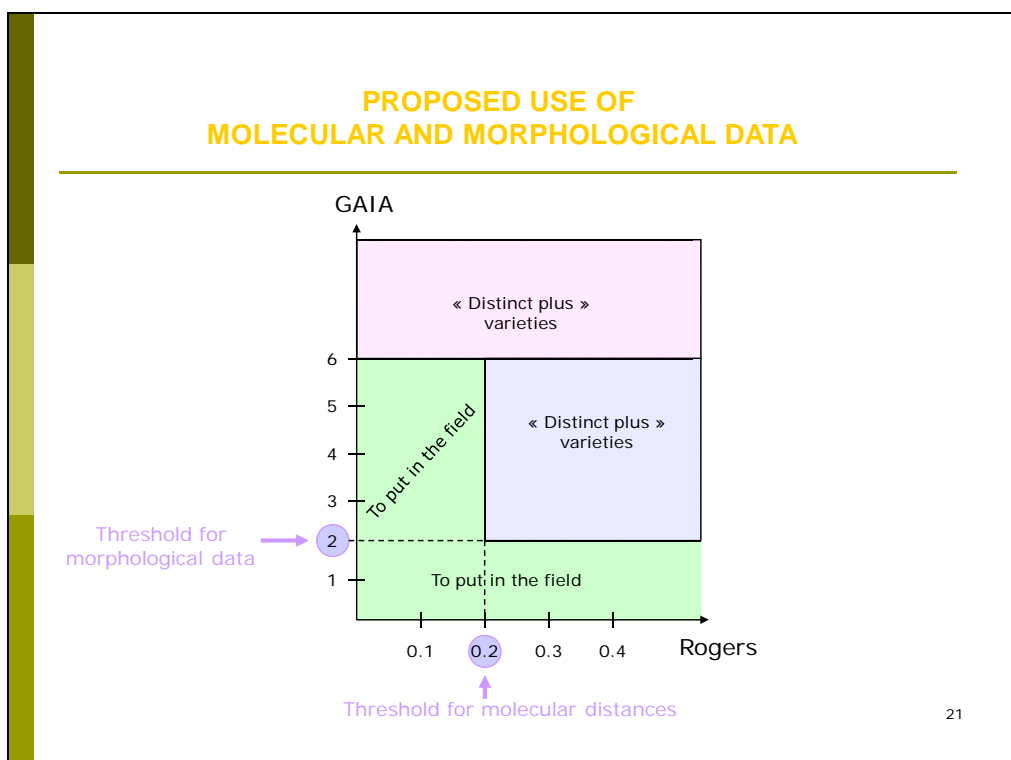 PROPOSED USE OF
MOLECULAR AND MORPHOLOGICAL DATA
GAIA
« Distinct plus »
varieties
6
5
4
3
2
1
« Distinct plus »
varieties
To put in the field
Threshold for
morphological data
To put in the field
0.1 0.2 0.3 0.4
Rogers
Threshold for molecular distances
21